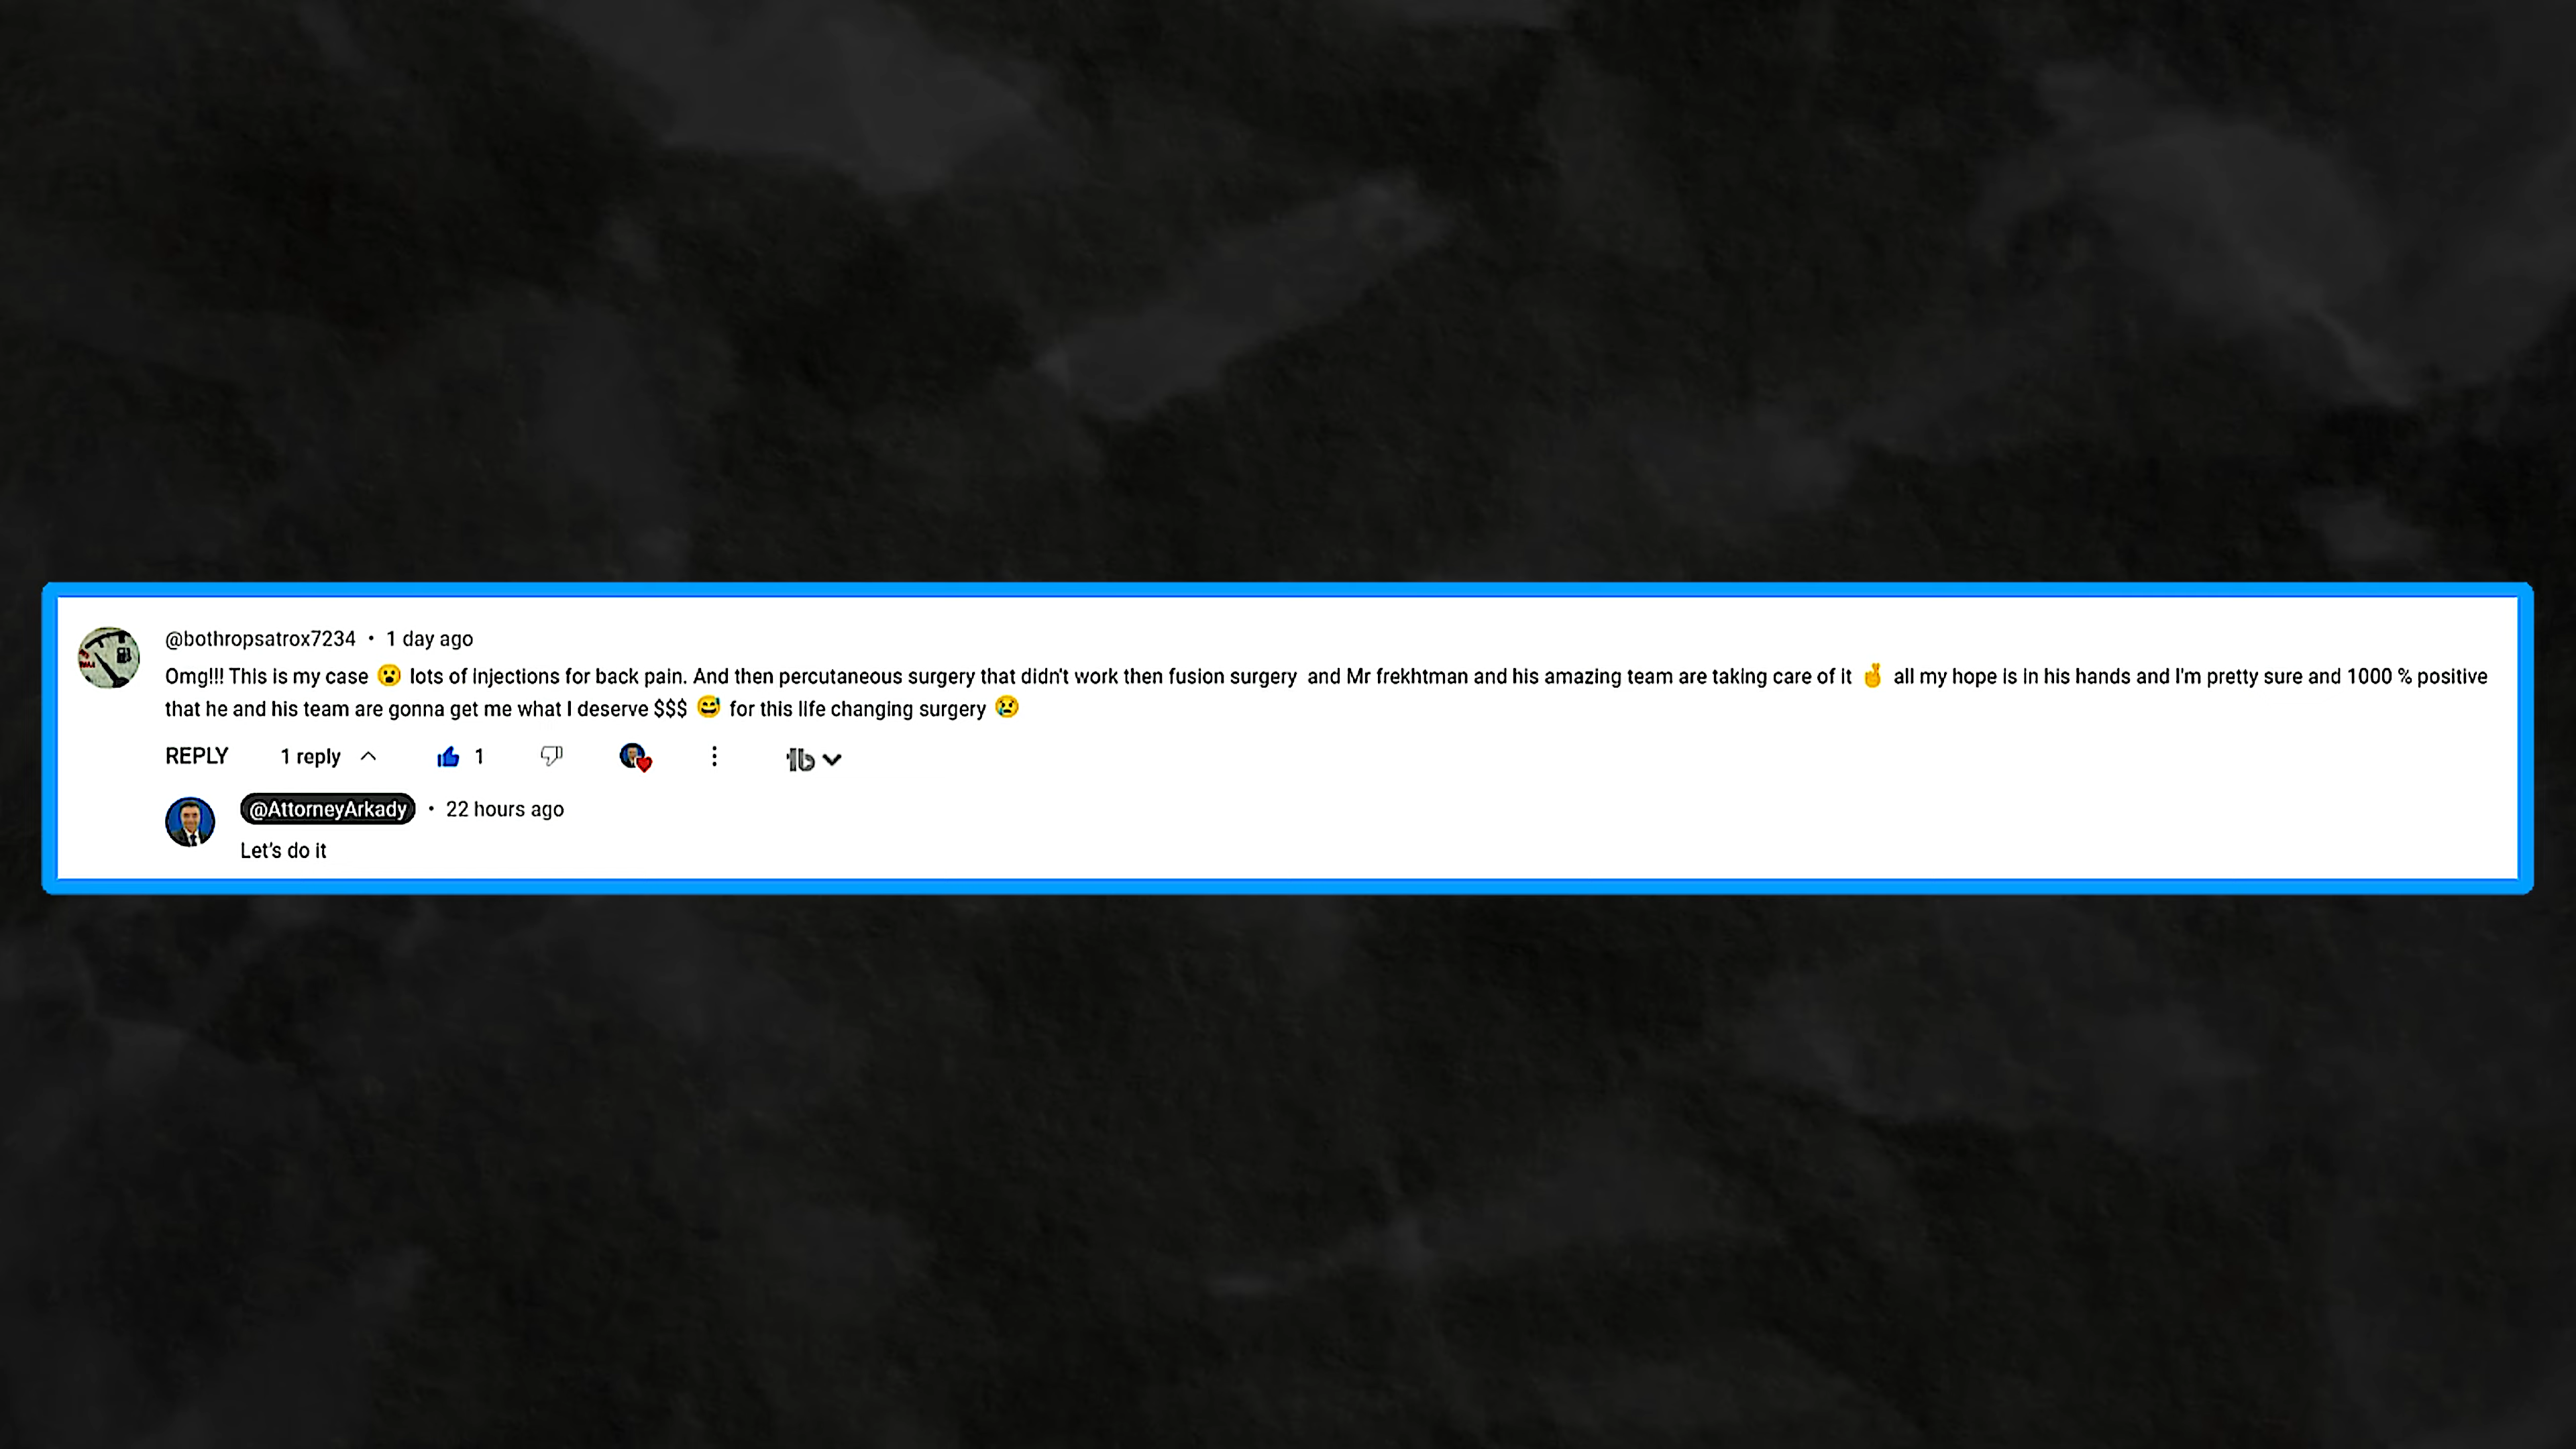 @bothropsatrox7234 • 1 day ago
Omg!!! This is my case 😮 lots of injections for back pain. And then percutaneous surgery that didn't work then fusion surgery and Mr frekhtman and his amazing team are taking care of it ✌️ all my hope is in his hands and I'm pretty sure and 1000 % positive
that he and his team are gonna get me what I deserve $$$ 😅 for this life changing surgery 😢
REPLY 1 reply 1
@AttorneyArkady • 22 hours ago
Let's do it